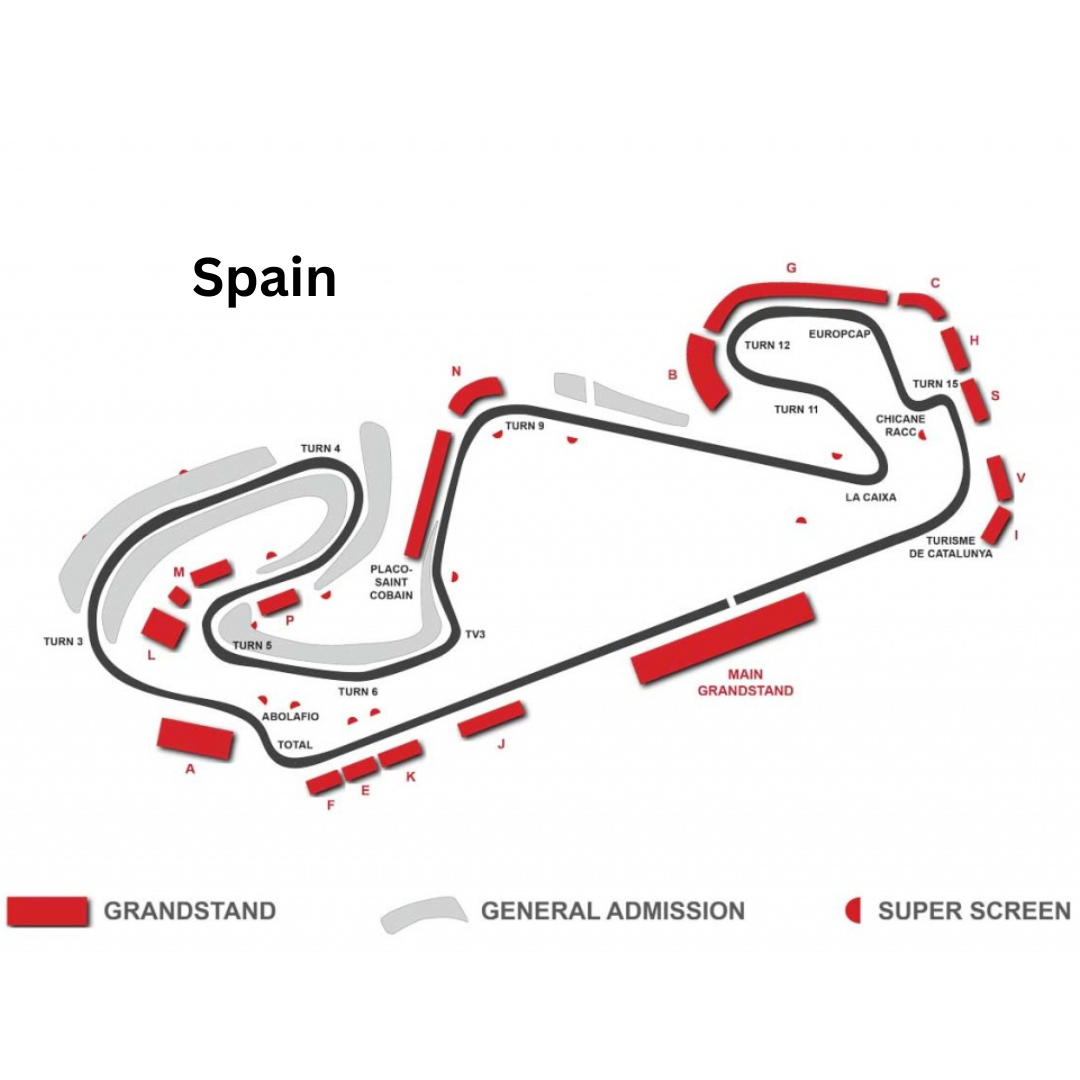 Spain
G
C
EUROPCAP
TURN 12
H
N
B
TURN 15
S
TURN 11
CHICANE
RACC
TURN 9
TURN 4
V
LA CAIXA
I
TURISME
DE CATALUNYA
PLACO-
SAINT
COBAIN
M
P
TURN 3
L
TURN 5
TV3
TURN 6
MAIN
GRANDSTAND
ABOLAFIO
TOTAL
J
A
K
E
F
GRANDSTAND
GENERAL ADMISSION
SUPER SCREEN